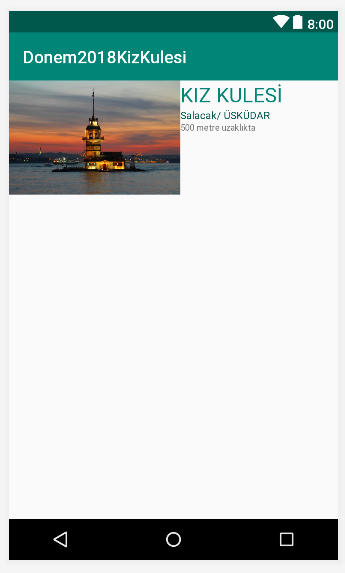 8:00
Donem2018KizKulesi
KIZ KULESİ
Salacak/ ÜSKÜDAR
500 metre uzaklıkta